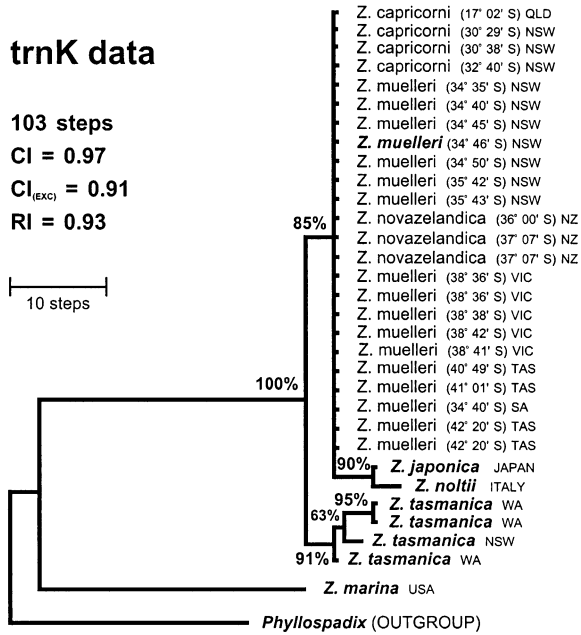 trnK data
103 steps
CI = 0.97
CI(EXC) = 0.91
RI = 0.93
10 steps
Z. capricorni (17° 02' S) QLD
Z. capricorni (30° 29' S) NSW
Z. capricorni (30° 38' S) NSW
Z. capricorni (32° 40' S) NSW
Z. muelleri (34° 35' S) NSW
Z. muelleri (34° 40' S) NSW
Z. muelleri (34° 45' S) NSW
Z. muelleri (34° 46' S) NSW
Z. muelleri (34° 50' S) NSW
Z. muelleri (35° 42' S) NSW
Z. muelleri (35° 43' S) NSW
Z. novazelandica (36° 00' S) NZ
Z. novazelandica (37° 07' S) NZ
Z. novazelandica (37° 07' S) NZ
Z. muelleri (38° 36' S) VIC
Z. muelleri (38° 36' S) VIC
Z. muelleri (38° 38' S) VIC
Z. muelleri (38° 42' S) VIC
Z. muelleri (38° 41' S) VIC
Z. muelleri (40° 49' S) TAS
Z. muelleri (41° 01' S) TAS
Z. muelleri (34° 40' S) SA
Z. muelleri (42° 20' S) TAS
Z. muelleri (42° 20' S) TAS
Z. japonica JAPAN
Z. noltii ITALY
Z. tasmanica WA
Z. tasmanica WA
Z. tasmanica NSW
Z. tasmanica WA
Z. marina USA
Phyllospadix (OUTGROUP)
85%
100%
90%
95%
63%
91%